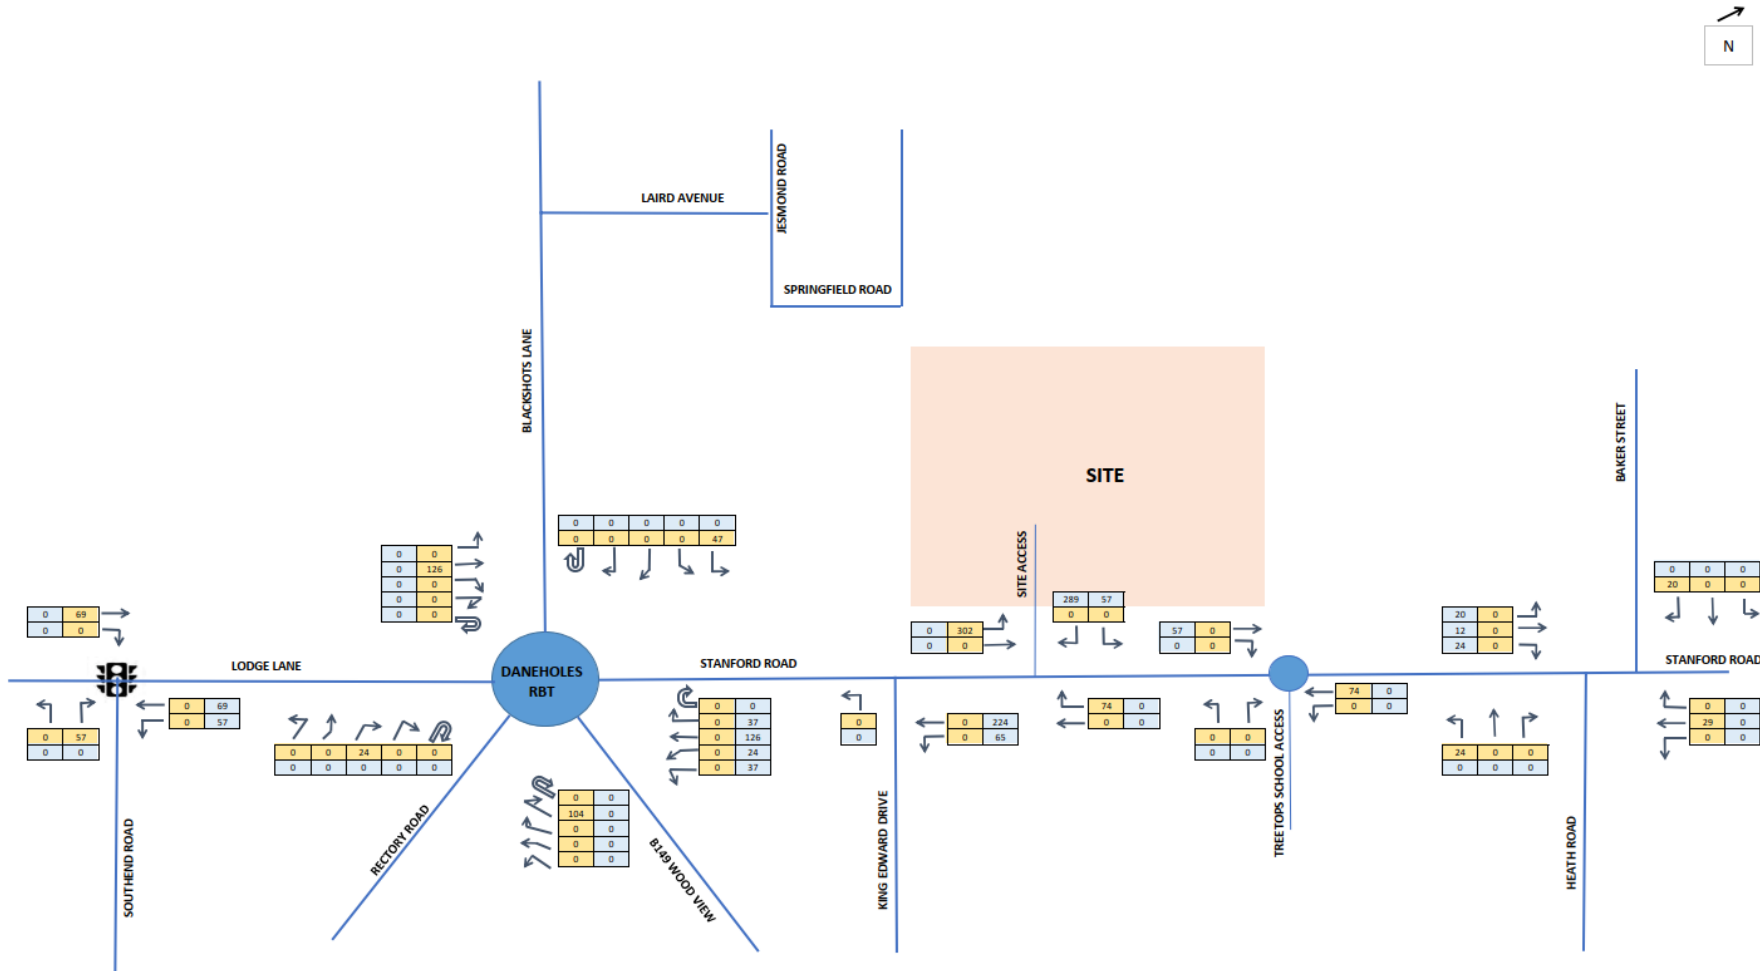 N
JESMOND ROAD
LAIRD AVENUE
SPRINGFIELD ROAD
BLACKSHOTS LANE
BAKER STREET
SITE
SITE ACCESS
0 0 0 0 0
0 0 0 0 47
0 0
0 126
0 0
0 0
0 0
0 0 0
20 0 0
289 57
0 0
0 69
0 0
0 302
0 0
57 0
0 0
20 0
12 0
24 0
LODGE LANE
DANEHOLES
RBT
STANFORD ROAD
STANFORD ROAD
0 57
0 0
0 69
0 57
0 0 24 0 0
0 0 0 0 0
0 0
0 37
0 126
0 24
0 37
0
0
0 224
0 65
74 0
0 0
0 0
0 0
74 0
0 0
24 0 0
0 0 0
0 0
29 0
0 0
0 0
104 0
0 0
0 0
0 0
SOUTHEND ROAD
RECTORY ROAD
B149 WOOD VIEW
KING EDWARD DRIVE
TREETOPS SCHOOL ACCESS
HEATH ROAD